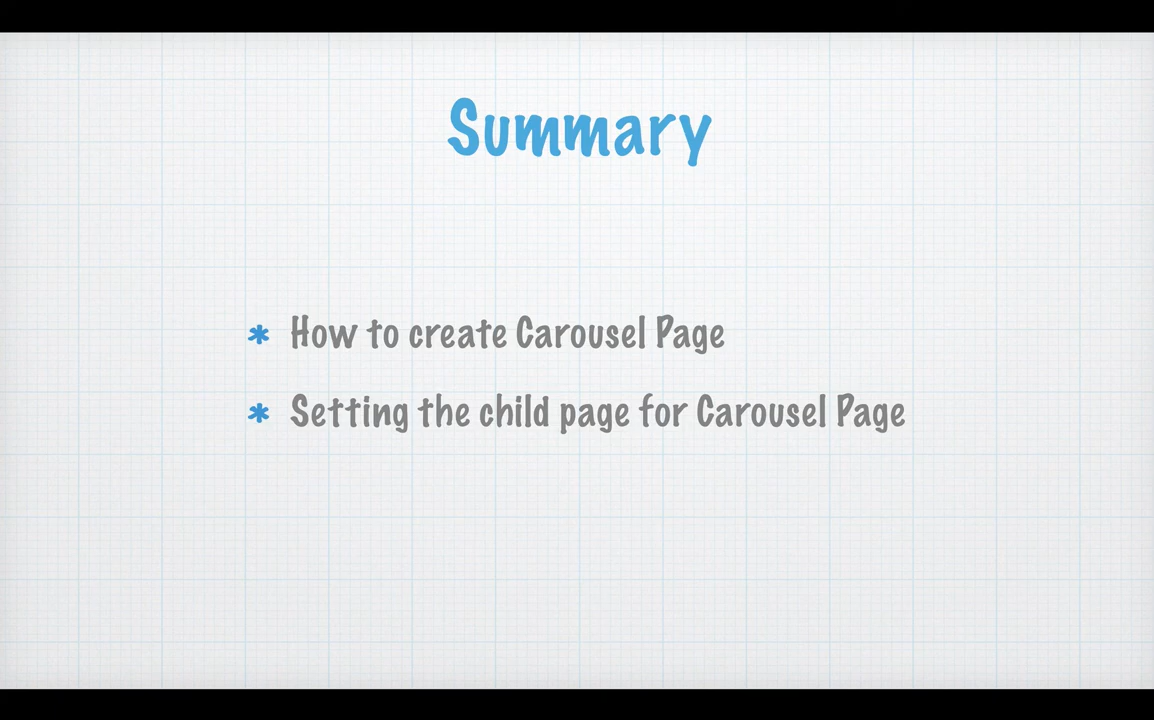 Summary
* How to create Carousel Page
* Setting the child page for Carousel Page